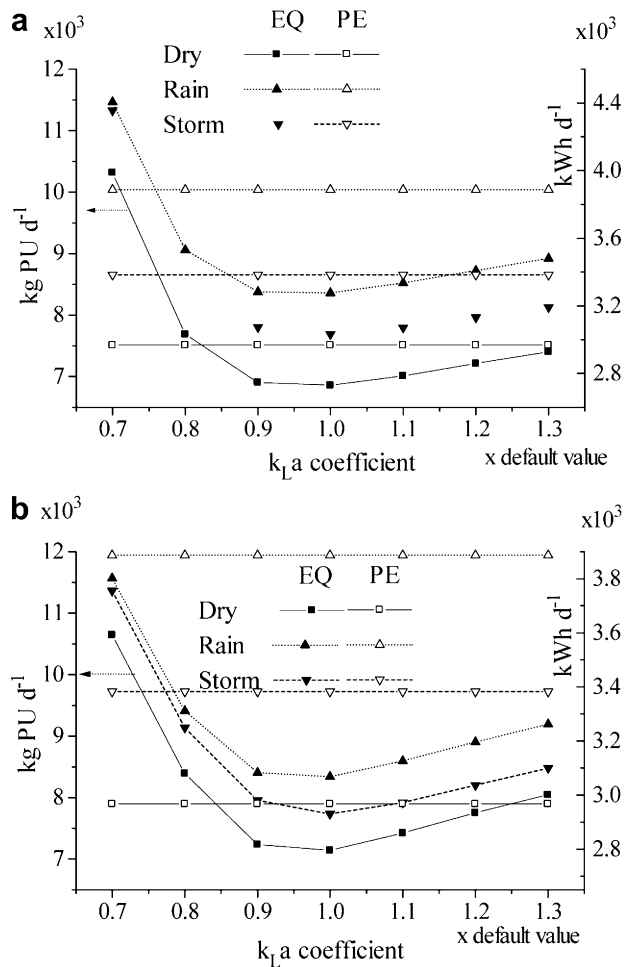 a
x10³
EQ PE
x10³
Dry
Rain
Storm
12
11
10
9
8
7
kg PU d⁻¹
4.4
4.0
3.6
3.2
2.8
kWh d⁻¹
0.7 0.8 0.9 1.0 1.1 1.2 1.3
kLa coefficient
x default value
b
x10³
x10³
EQ PE
Dry
Rain
Storm
12
11
10
9
8
7
kg PU d⁻¹
3.8
3.6
3.4
3.2
3.0
2.8
kWh d⁻¹
0.7 0.8 0.9 1.0 1.1 1.2 1.3
kLa coefficient
x default value